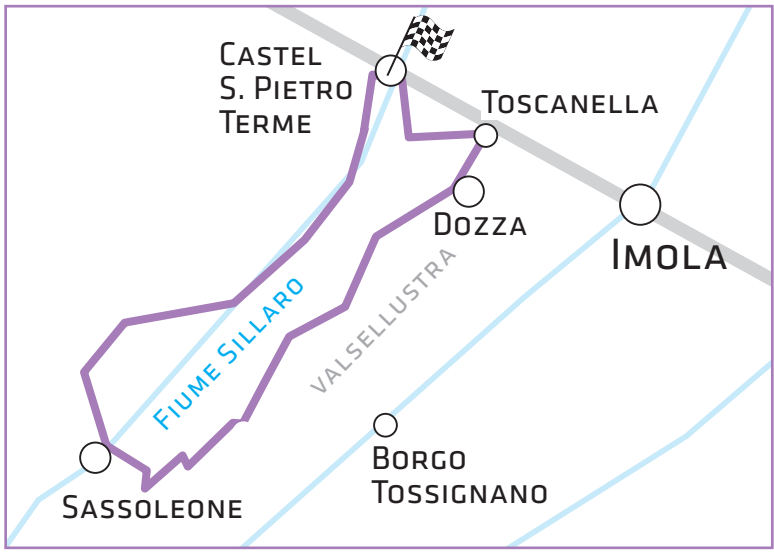 CASTEL
S. PIETRO
TERME
TOSCANELLA
DOZZA
IMOLA
VALSELLUSTRA
FIUME SILLARO
BORGO
TOSSIGNANO
SASSOLEONE